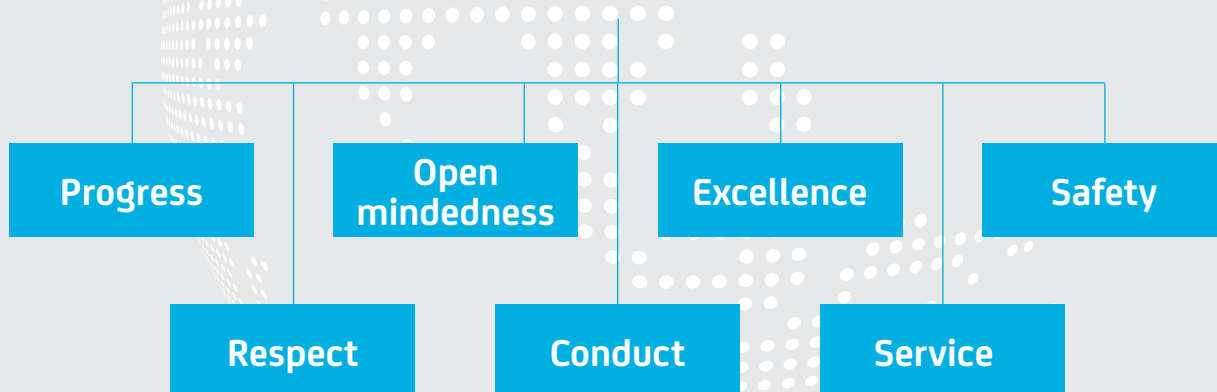 Progress
Open
mindedness
Excellence
Safety
Respect
Conduct
Service